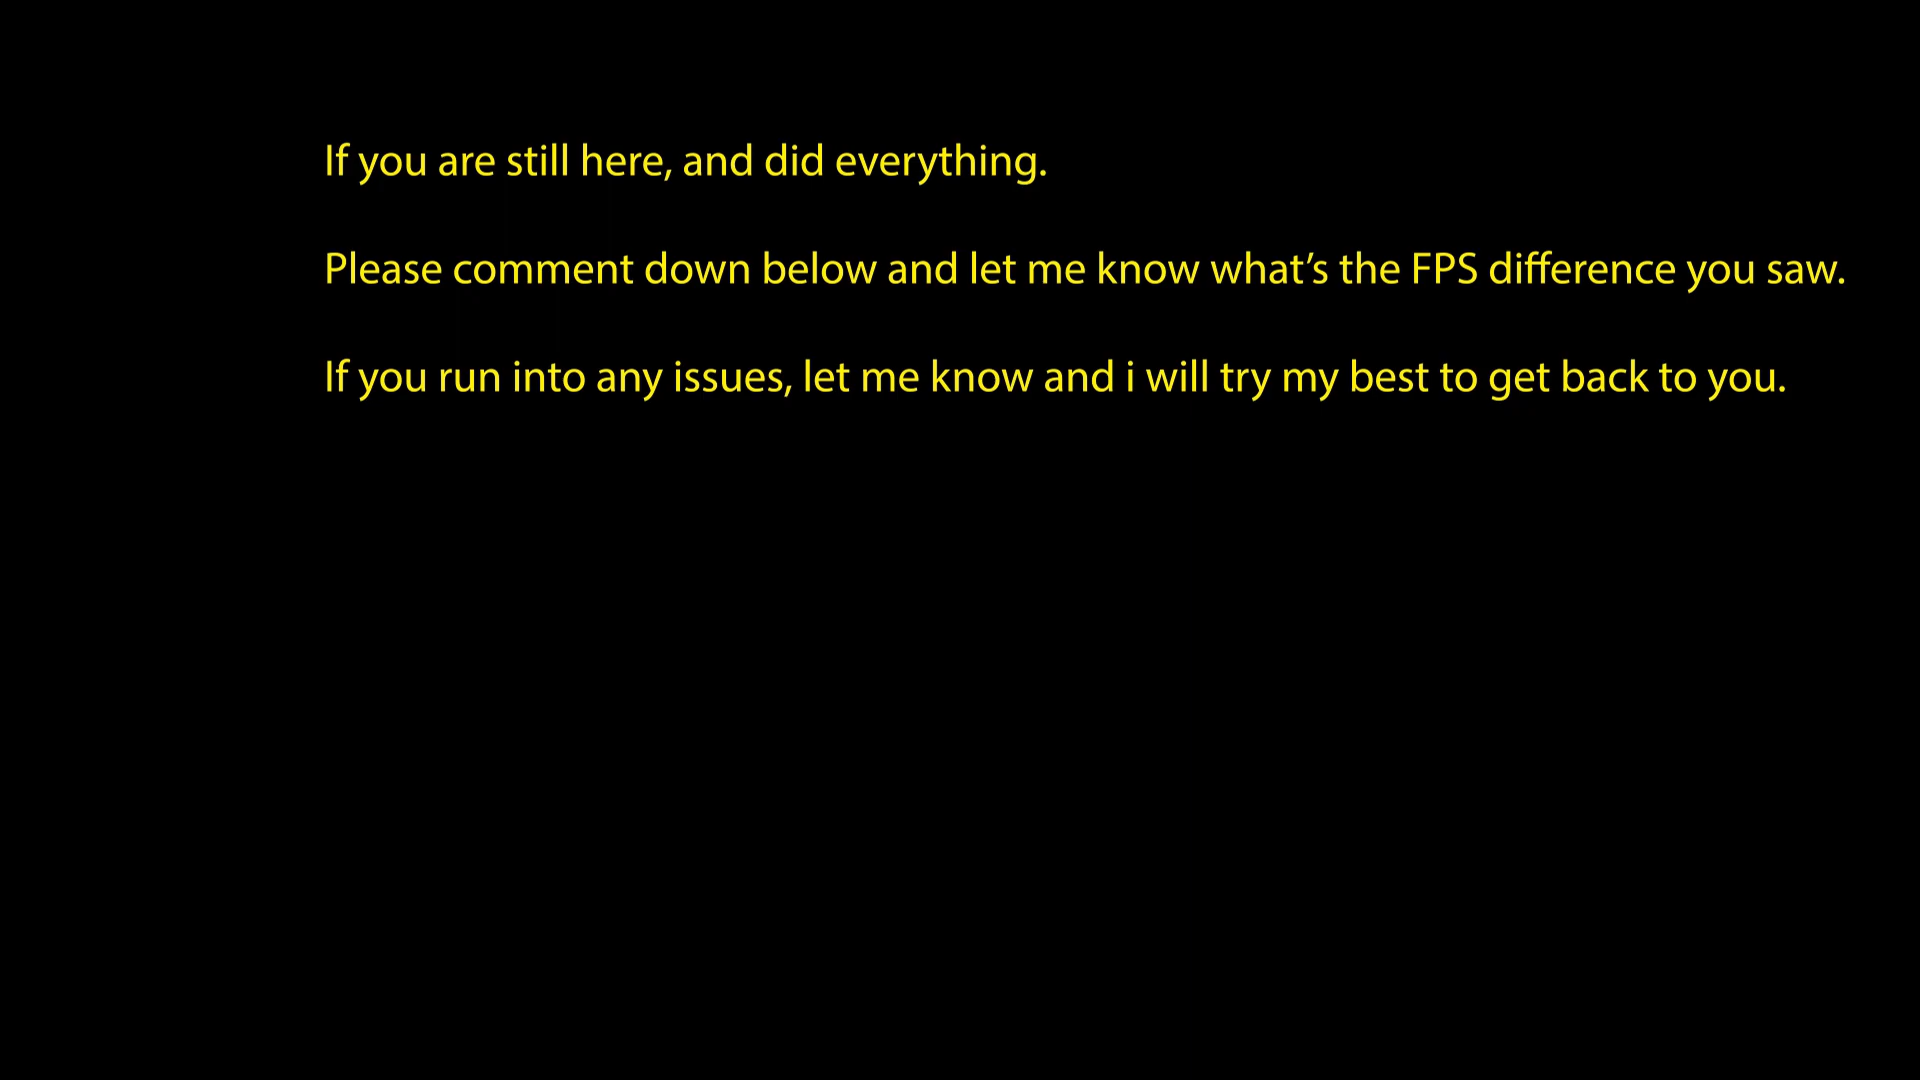 If you are still here, and did everything.
Please comment down below and let me know what’s the FPS difference you saw.
If you run into any issues, let me know and i will try my best to get back to you.